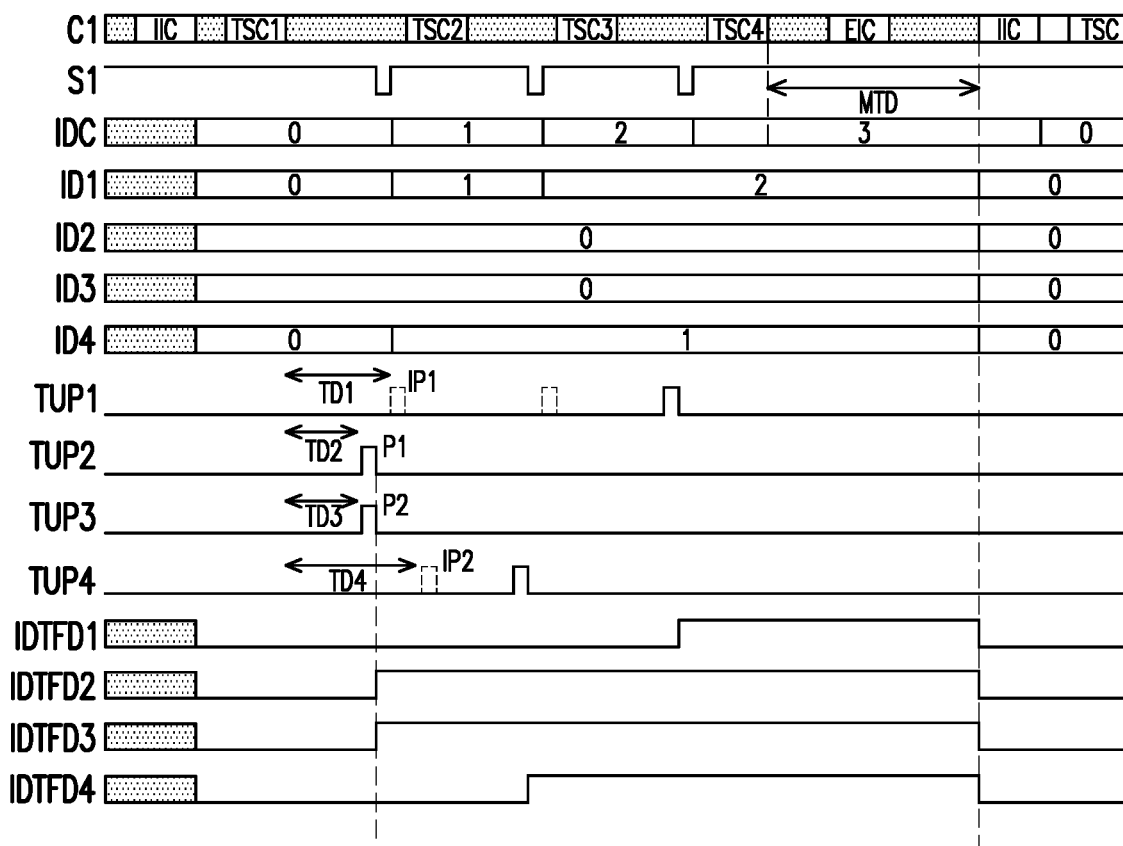 C1 IIC TSC1 TSC2 TSC3 TSC4 EIC IIC TSC
S1
MTD
IDC 0 1 2 3 0
ID1 0 1 2 0
ID2 0 0
ID3 0 0
ID4 0 1 0
TUP1 TD1 IP1
TUP2 TD2 P1
TUP3 TD3 P2
TUP4 TD4 IP2
IDTFD1
IDTFD2
IDTFD3
IDTFD4